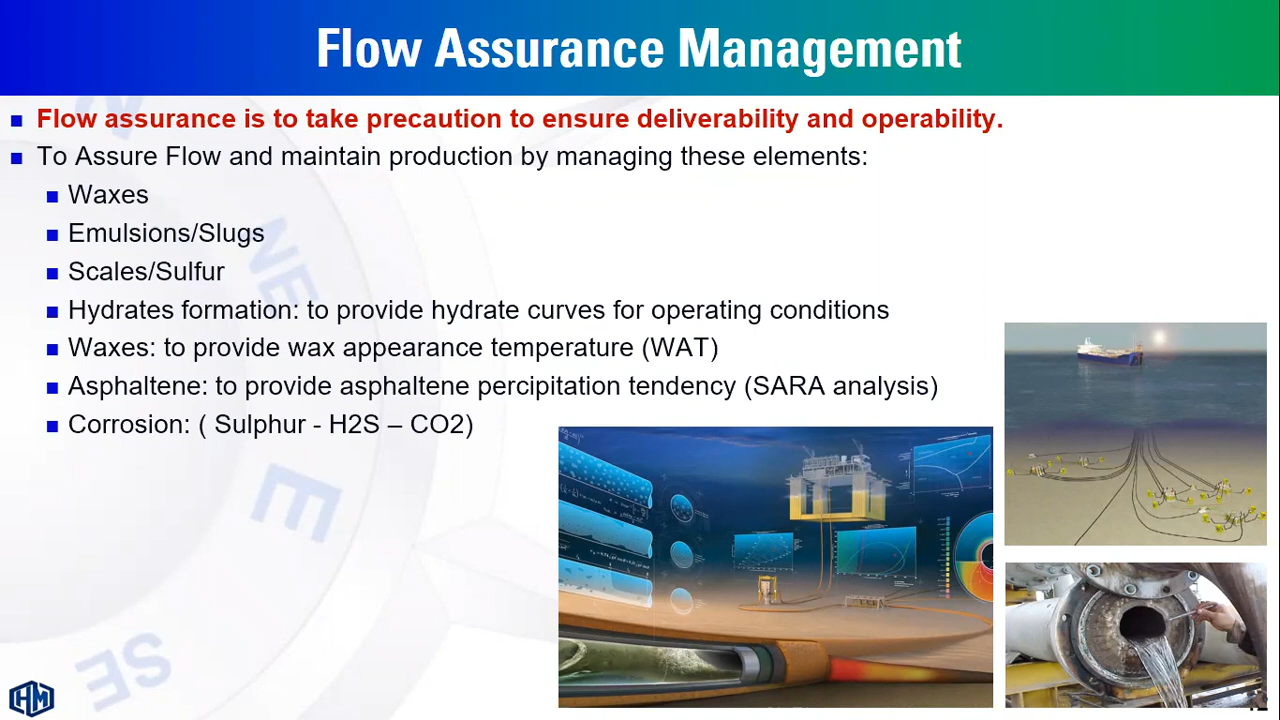 Flow Assurance Management
Flow assurance is to take precaution to ensure deliverability and operability.
To Assure Flow and maintain production by managing these elements:
Waxes
Emulsions/Slugs
Scales/Sulfur
Hydrates formation: to provide hydrate curves for operating conditions
Waxes: to provide wax appearance temperature (WAT)
Asphaltene: to provide asphaltene percipitation tendency (SARA analysis)
Corrosion: ( Sulphur - H2S – CO2)
NE
E
SE
HM